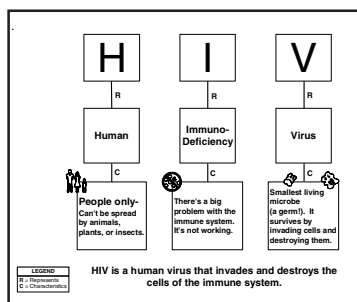 H I V
R R R
Human
Immuno-
Deficiency
Virus
C C C
People only-
Can't be spread
by animals,
plants, or insects.
There's a big
problem with the
immune system.
It's not working.
Smallest living
microbe
(a germ!). It
survives by
invading cells and
destroying them.
LEGEND
R = Represents
C = Characteristics
HIV is a human virus that invades and destroys the
cells of the immune system.